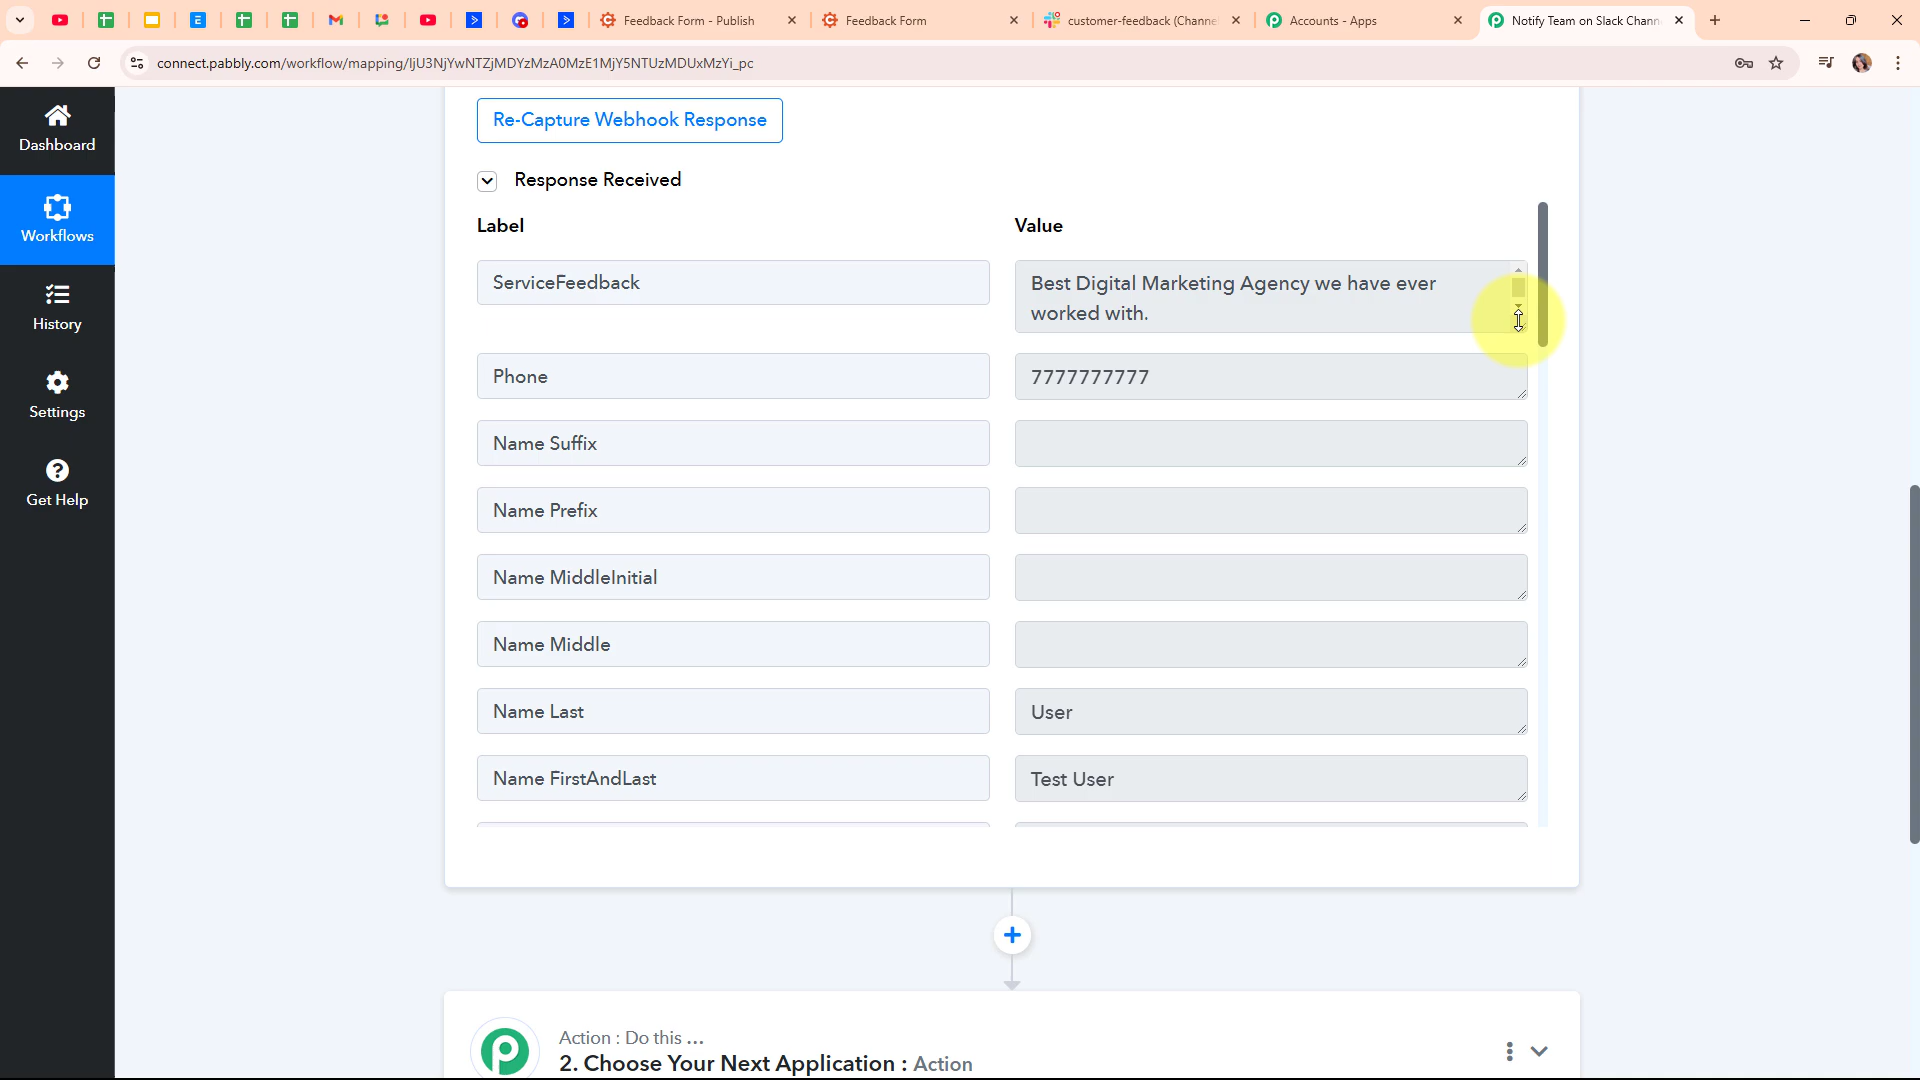 Feedback Form - Publish
Feedback Form
customer-feedback (Channe
Accounts - Apps
Notify Team on Slack Chann
connect.pabbly.com/workflow/mapping/IjU3NjYwNTZjMDYzMzA0MzE1MjY5NTUzMDUxMzYi_pc
Dashboard
Workflows
History
Settings
Get Help
Re-Capture Webhook Response
Response Received
Label
Value
ServiceFeedback
Best Digital Marketing Agency we have ever
worked with.
Phone
7777777777
Name Suffix
Name Prefix
Name MiddleInitial
Name Middle
Name Last
User
Name FirstAndLast
Test User
Action : Do this ...
2. Choose Your Next Application : Action